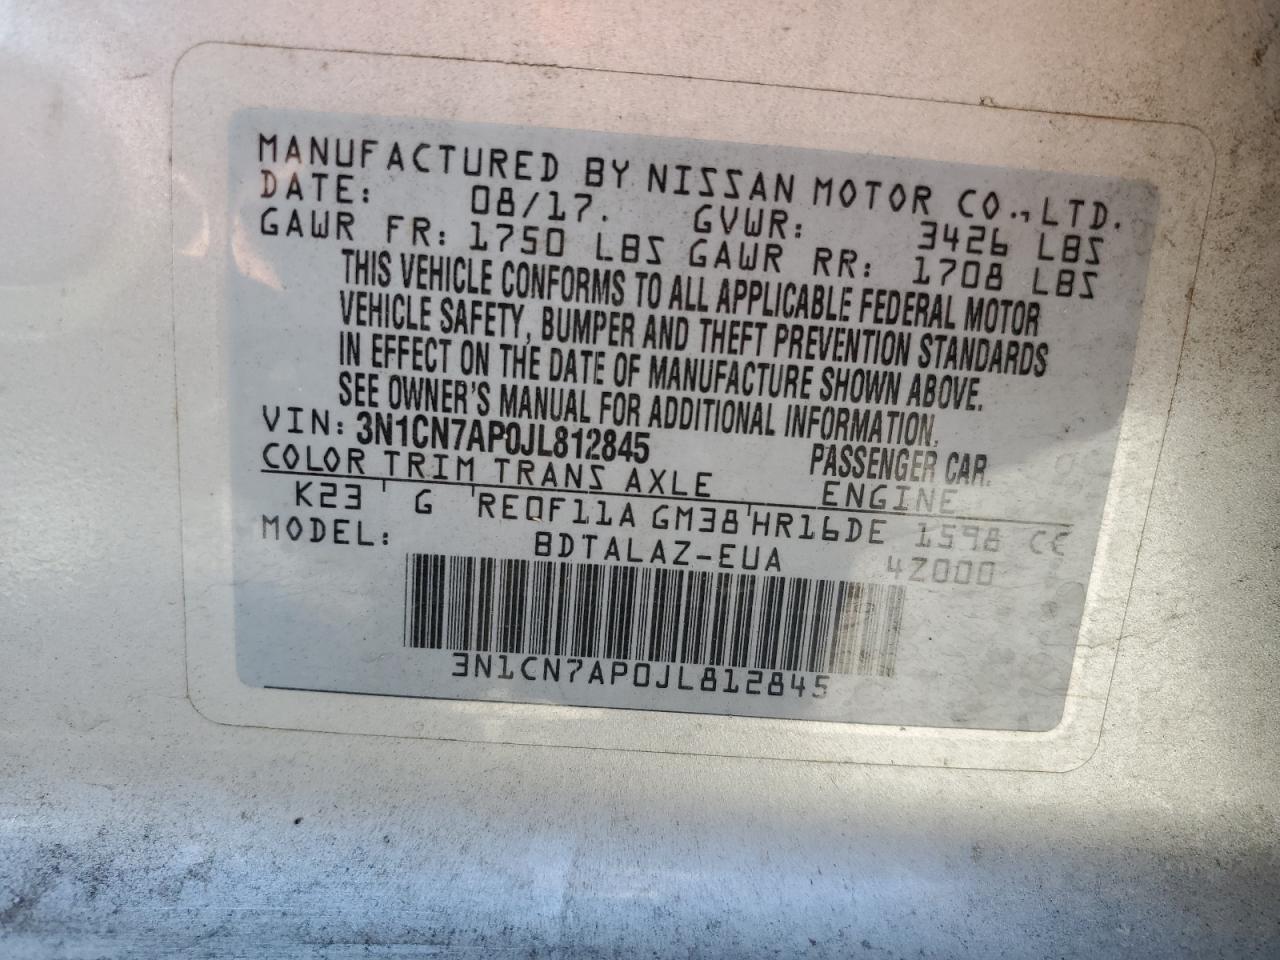 MANUFACTURED BY NISSAN MOTOR CO., LTD.
DATE: 08/17. GVWR: 3426 LBS
GAWR FR: 1750 LBS GAWR RR: 1708 LBS
THIS VEHICLE CONFORMS TO ALL APPLICABLE FEDERAL MOTOR
VEHICLE SAFETY, BUMPER AND THEFT PREVENTION STANDARDS
IN EFFECT ON THE DATE OF MANUFACTURE SHOWN ABOVE.
SEE OWNER'S MANUAL FOR ADDITIONAL INFORMATION.
VIN: 3N1CN7AP0JL812845 PASSENGER CAR.
COLOR TRIM TRANS AXLE ENGINE
K23 G RE0F11A GM38 HR16DE 1598 CC
MODEL: BDTALAZ-EUA 4Z000
3N1CN7AP0JL812845